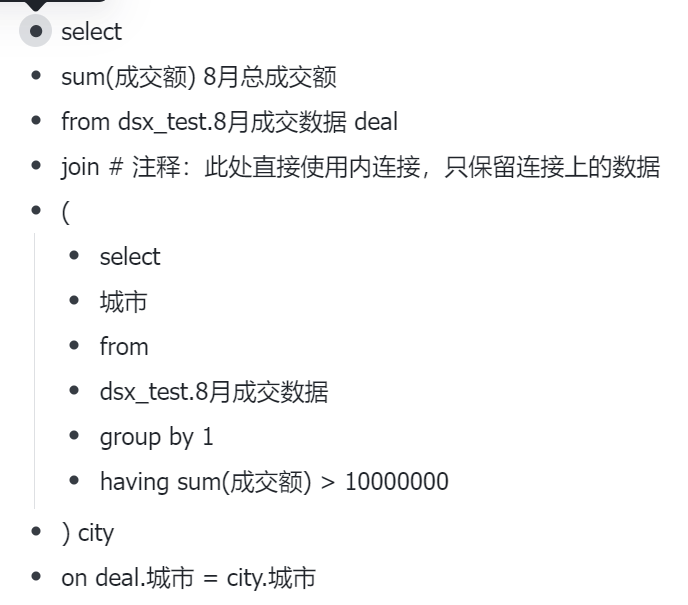 select
sum(成交额) 8月总成交额
from dsx_test.8月成交数据 deal
join # 注释：此处直接使用内连接，只保留连接上的数据
(
select
城市
from
dsx_test.8月成交数据
group by 1
having sum(成交额) > 10000000
) city
on deal.城市 = city.城市